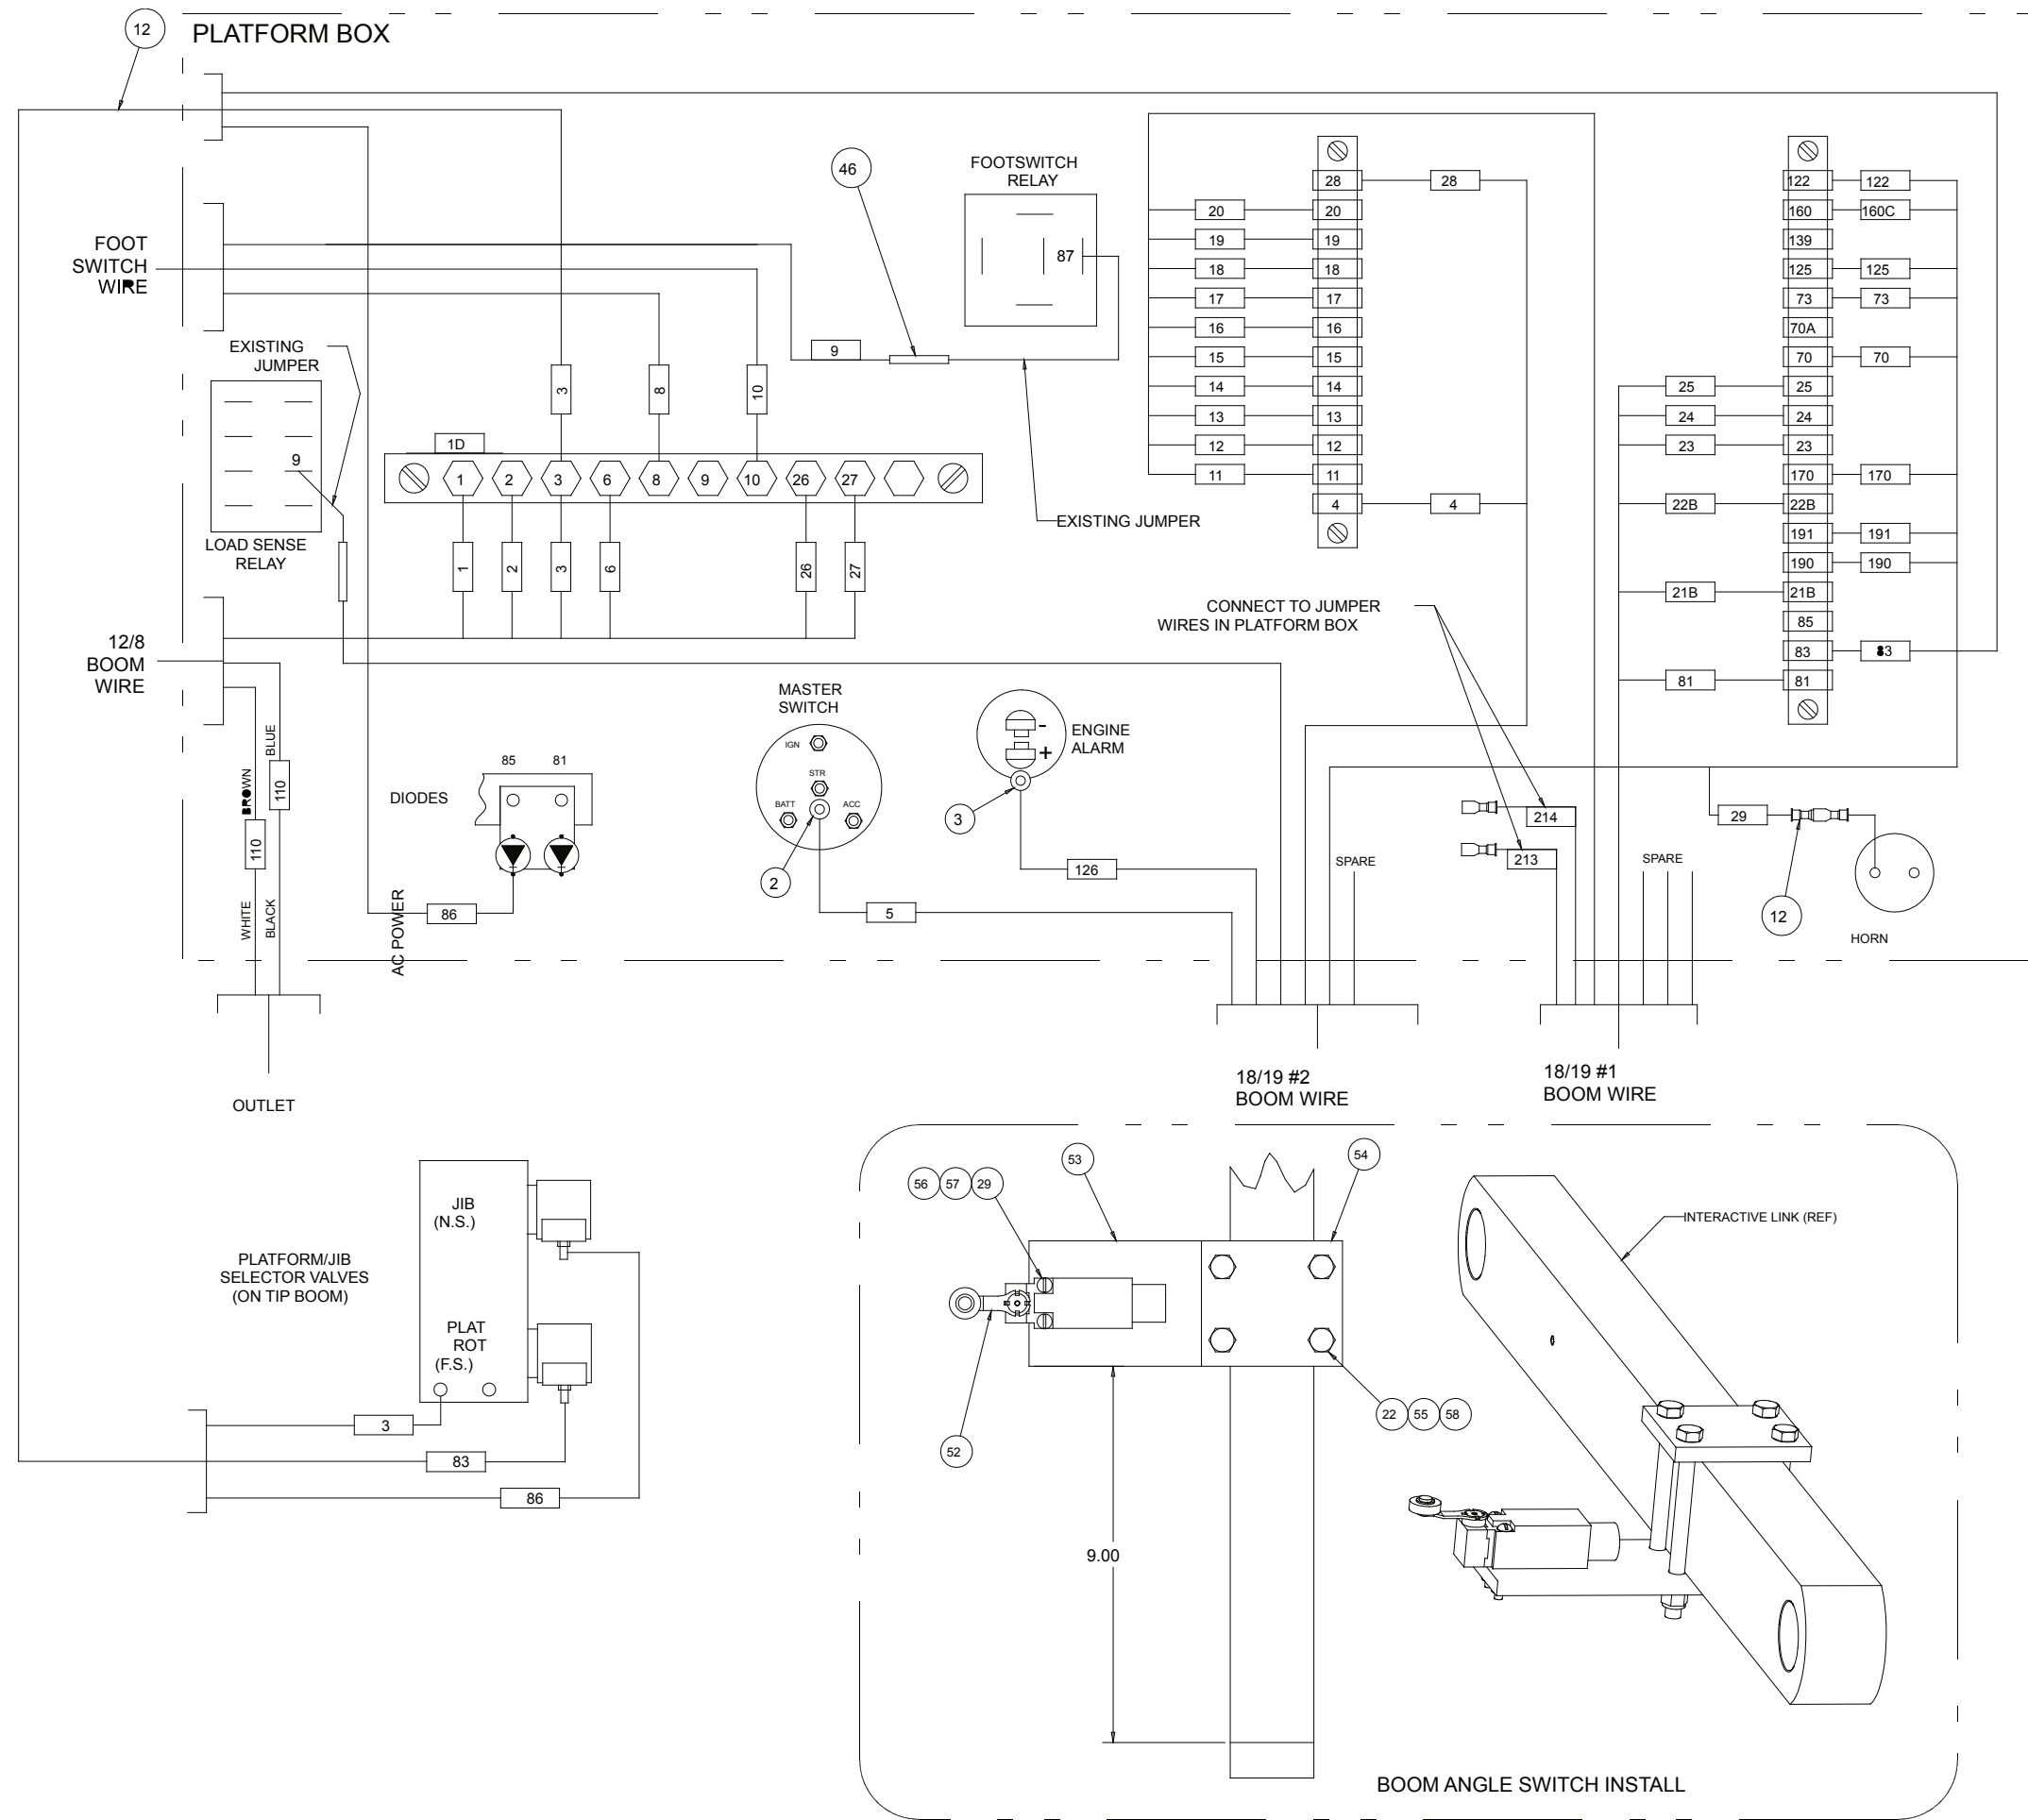 12
PLATFORM BOX
46
FOOTSWITCH
RELAY
87
FOOT
SWITCH
WIRE
EXISTING
JUMPER
9
LOAD SENSE
RELAY
9
3
8
10
1D
1
2
3
6
8
9
10
26
27
1
2
3
6
26
27
EXISTING JUMPER
28
28
20
20
19
19
18
18
17
17
16
16
15
15
14
14
13
13
12
12
11
11
4
4
122
122
160
160C
139
125
125
73
73
70A
70
70
25
25
24
24
23
23
170
170
22B
22B
191
191
190
190
21B
21B
85
83
83
81
81
CONNECT TO JUMPER
WIRES IN PLATFORM BOX
12/8
BOOM
WIRE
BROWN
BLUE
110
110
WHITE
BLACK
AC POWER
OUTLET
DIODES
85
81
86
MASTER
SWITCH
IGN
STR
BATT
ACC
2
5
ENGINE
ALARM
-
+
3
126
SPARE
214
213
SPARE
29
12
HORN
18/19 #2
BOOM WIRE
18/19 #1
BOOM WIRE
JIB
(N.S.)
PLATFORM/JIB
SELECTOR VALVES
(ON TIP BOOM)
PLAT
ROT
(F.S.)
3
83
86
56
57
29
53
54
INTERACTIVE LINK (REF)
52
22
55
58
9.00
BOOM ANGLE SWITCH INSTALL